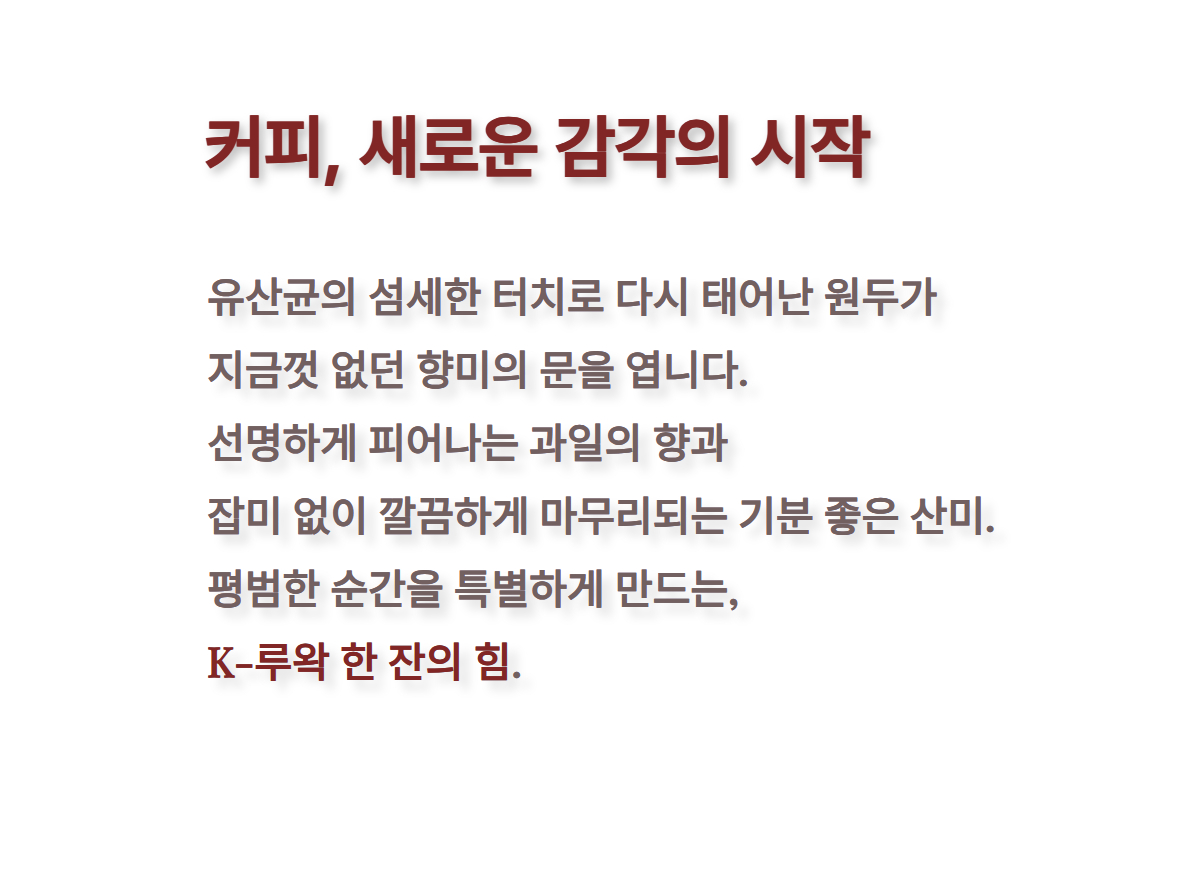 커피, 새로운 감각의 시작
유산균의 섬세한 터치로 다시 태어난 원두가
지금껏 없던 향미의 문을 엽니다.
선명하게 피어나는 과일의 향과
잡미 없이 깔끔하게 마무리되는 기분 좋은 산미.
평범한 순간을 특별하게 만드는,
K-루왁 한 잔의 힘.